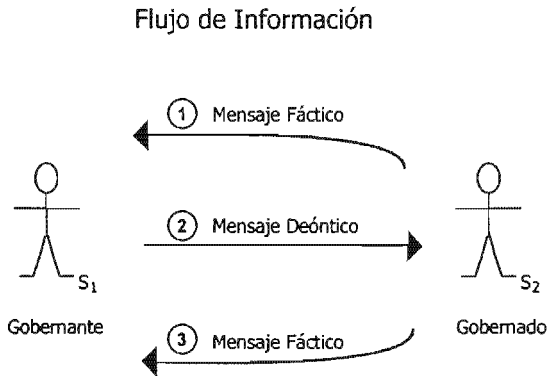 Flujo de Información
1 Mensaje Fáctico
2 Mensaje Deóntico
S1
S2
Gobernante
Gobernado
3 Mensaje Fáctico